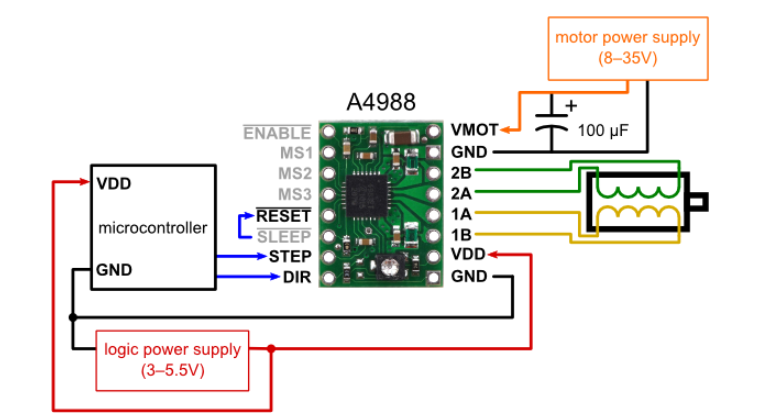 motor power supply
(8–35V)
A4988
+
100 µF
ENABLE
MS1
MS2
MS3
RESET
SLEEP
STEP
DIR
VMOT
GND
2B
2A
1A
1B
VDD
GND
VDD
microcontroller
GND
logic power supply
(3–5.5V)